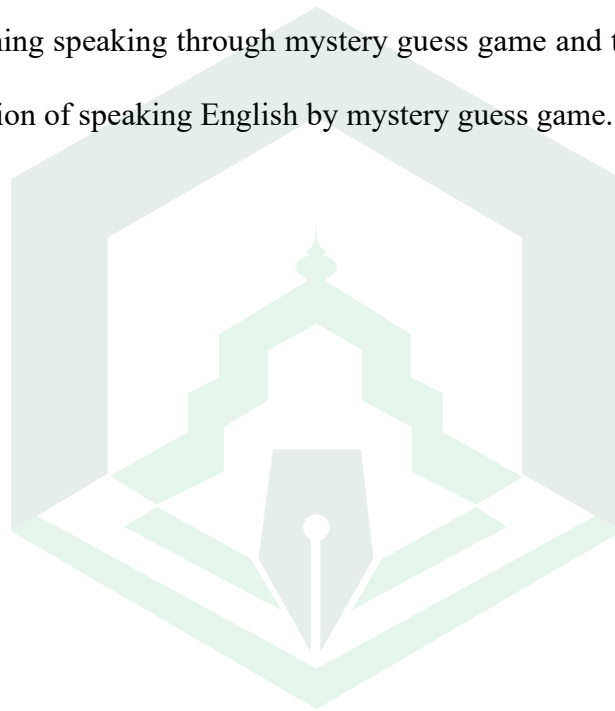 ning speaking through mystery guess game and t
ion of speaking English by mystery guess game.